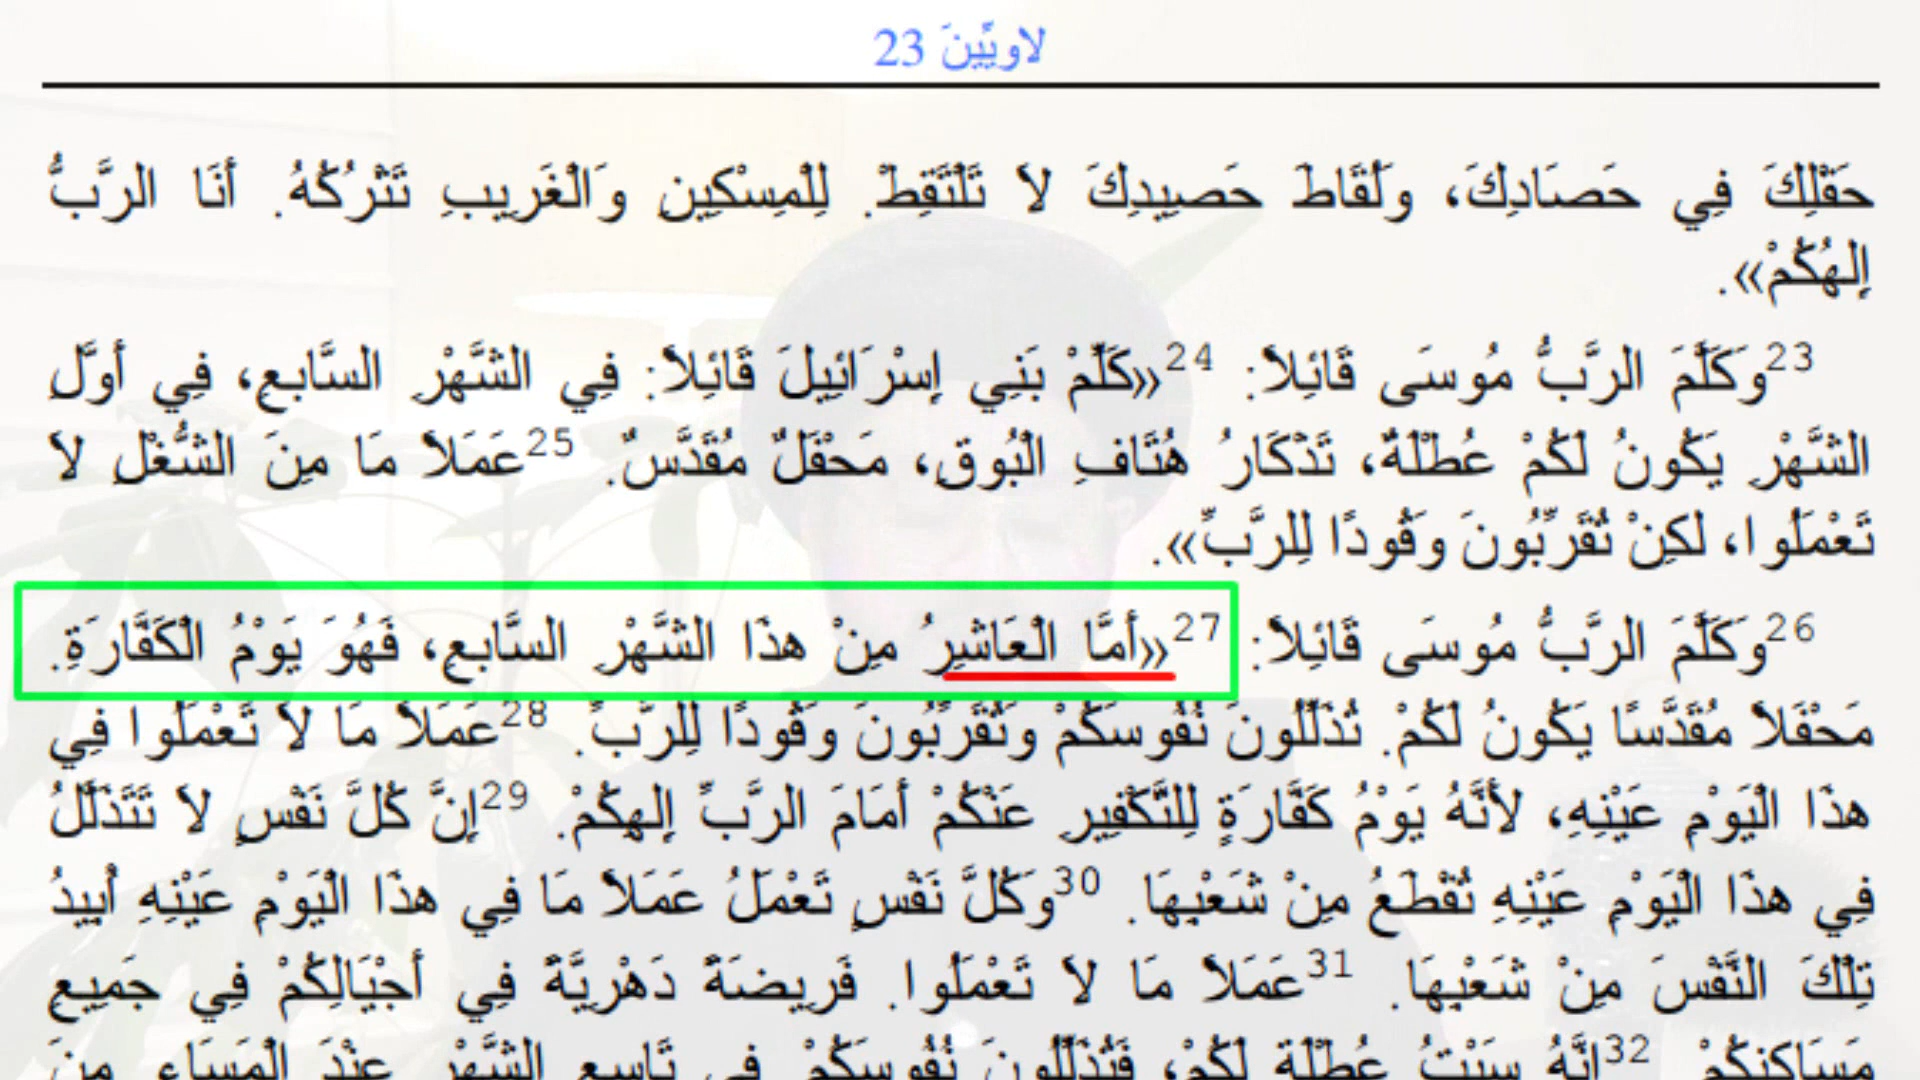 لاويِّينَ 23
حَقْلِكَ فِي حَصَادِكَ، وَلُقَاطَ حَصِيدِكَ لاَ تَلْتَقِطْ. لِلْمِسْكِينِ وَالْغَرِيبِ تَتْرُكُهُ. أَنَا الرَّبُّ
إِلهُكُمْ».
23وَكَلَّمَ الرَّبُّ مُوسَى قَائِلاً: 24«كَلِّمْ بَنِي إِسْرَائِيلَ قَائِلاً: فِي الشَّهْرِ السَّابعِ، فِي أَوَّلِ
الشَّهْرِ يَكُونُ لَكُمْ عُطْلَةٌ، تَذْكَارُ هُتَافِ الْبُوقِ، مَحْفَلٌ مُقَدَّسٌ. 25عَمَلاً مَا مِنَ الشُّغْلِ لاَ
تَعْمَلُوا، لكِنْ تُقَرِّبُونَ وَقُودًا لِلرَّبِّ».
26وَكَلَّمَ الرَّبُّ مُوسَى قَائِلاً: 27«أَمَّا الْعَاشِرُ مِنْ هذَا الشَّهْرِ السَّابعِ، فَهُوَ يَوْمُ الْكَفَّارَةِ.
مَحْفَلاً مُقَدَّسًا يَكُونُ لَكُمْ. تُذَلِّلُونَ نُفُوسَكُمْ وَتُقَرِّبُونَ وَقُودًا لِلرَّبِّ. 28عَمَلاً مَا لاَ تَعْمَلُوا فِي
هذَا الْيَوْمِ عَيْنِهِ، لأَنَّهُ يَوْمُ كَفَّارَةٍ لِلتَّكْفِيرِ عَنْكُمْ أَمَامَ الرَّبِّ إِلهِكُمْ. 29إِنَّ كُلَّ نَفْسٍ لاَ تَتَذَلَّلُ
فِي هذَا الْيَوْمِ عَيْنِهِ تُقْطَعُ مِنْ شَعْبِهَا. 30وَكُلَّ نَفْسٍ تَعْمَلُ عَمَلاً مَا فِي هذَا الْيَوْمِ عَيْنِهِ أُبِيدُ
تِلْكَ النَّفْسَ مِنْ شَعْبِهَا. 31عَمَلاً مَا لاَ تَعْمَلُوا. فَرِيضَةً دَهْرِيَّةً فِي أَجْيَالِكُمْ فِي جَمِيعِ
مَسَاكِنِكُمْ 32إِنَّهُ سَبْتُ عُطْلَةٍ لَكُمْ، فَتُذَلِّلُونَ نُفُوسَكُمْ. فِي تَاسِعِ الشَّهْرِ عِنْدَ الْمَسَاءِ مِنَ